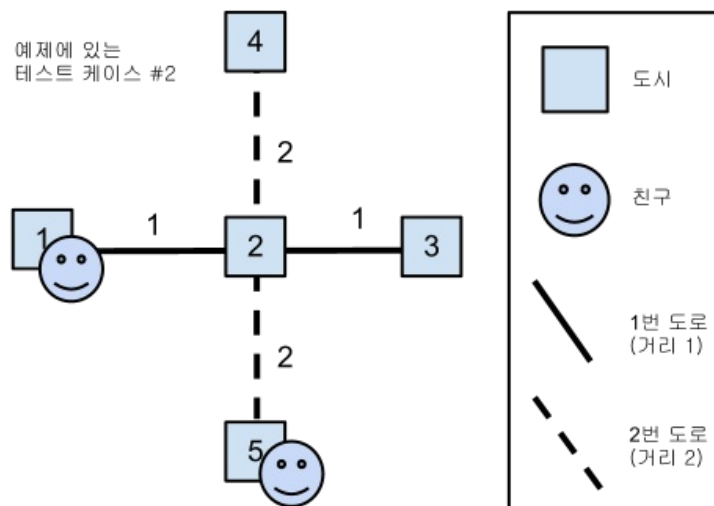 예제에 있는
테스트 케이스 #2
4
2
1
1
1
2
3
2
5
도시
친구
1번 도로
(거리 1)
2번 도로
(거리 2)